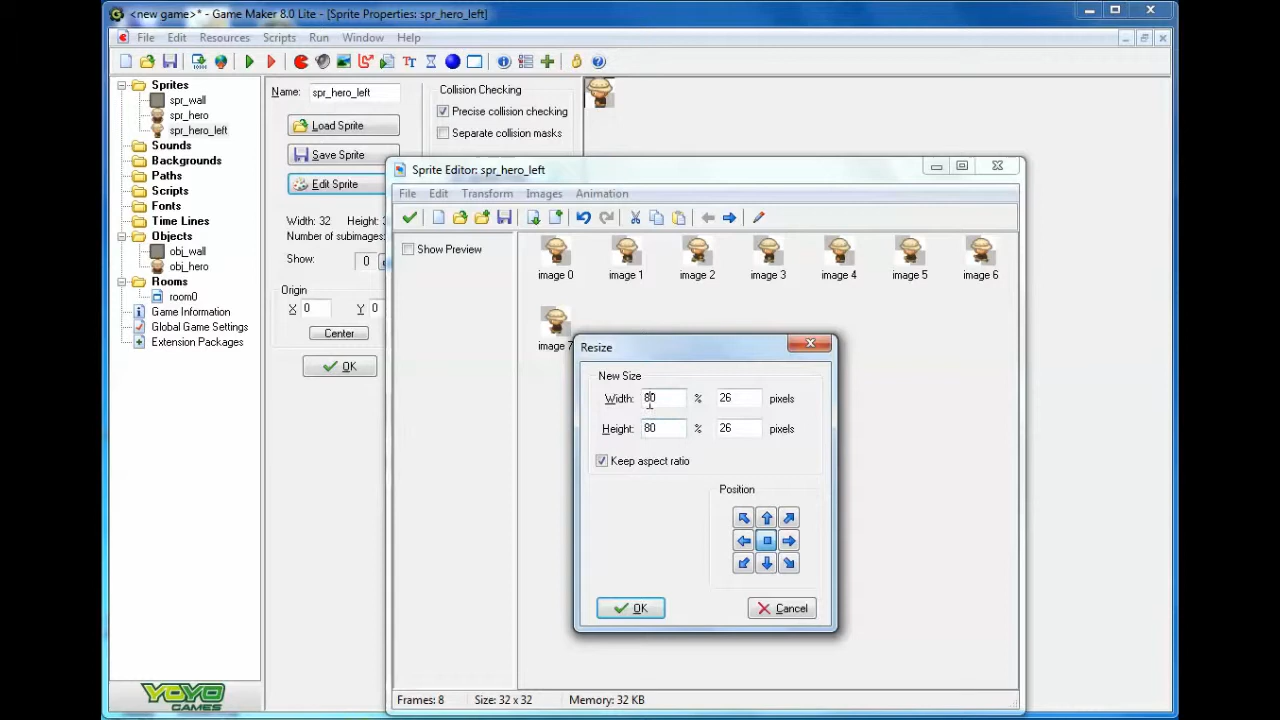 <new game>* - Game Maker 8.0 Lite - [Sprite Properties: spr_hero_left]
File Edit Resources Scripts Run Window Help
Sprites
spr_wall
spr_hero
spr_hero_left
Sounds
Backgrounds
Paths
Scripts
Fonts
Time Lines
Objects
obj_wall
obj_hero
Rooms
room0
Game Information
Global Game Settings
Extension Packages
YOYO
GAMES
Name: spr_hero_left
Load Sprite
Save Sprite
Edit Sprite
Width: 32 Height:
Number of subimages:
Show: 0
Origin
X 0 Y 0
Center
OK
Collision Checking
Precise collision checking
Separate collision masks
Sprite Editor: spr_hero_left
File Edit Transform Images Animation
Show Preview
image 0 image 1 image 2 image 3 image 4 image 5 image 6
image 7
Resize
New Size
Width: 80 % 26 pixels
Height: 80 % 26 pixels
Keep aspect ratio
Position
OK Cancel
Frames: 8 Size: 32 x 32 Memory: 32 KB